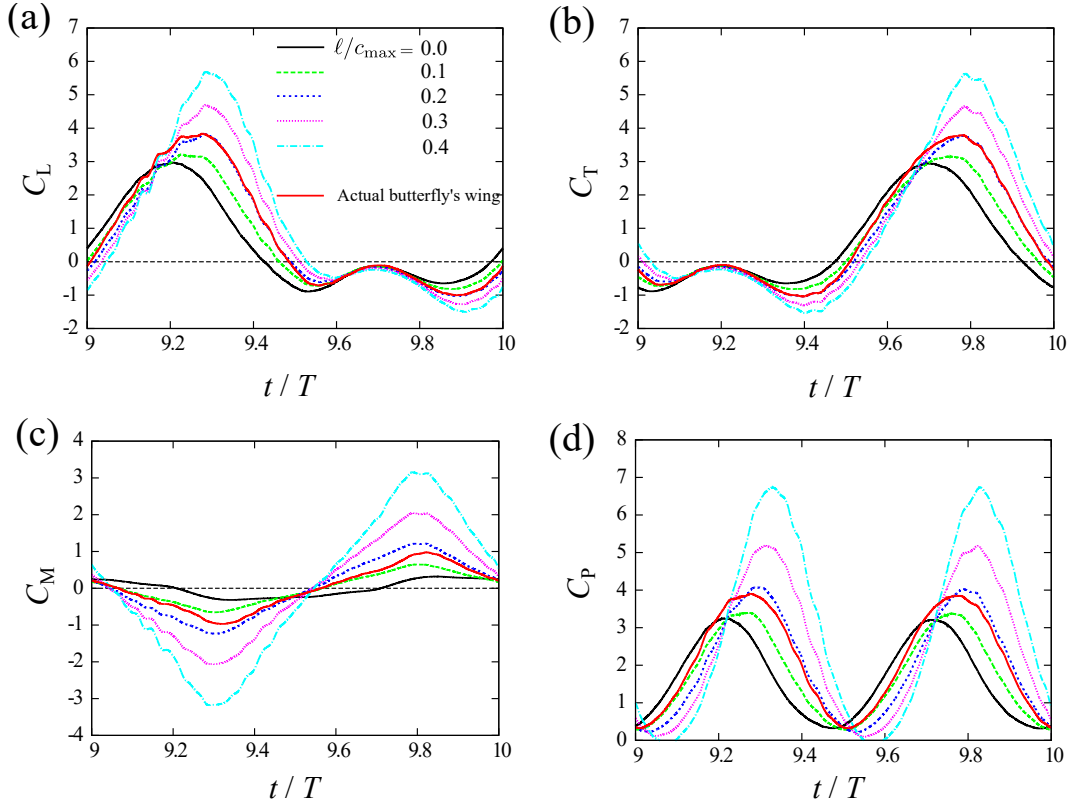 (a)
7
6
5
4
3
2
1
0
-1
-2
C_L
ℓ/c_max = 0.0
0.1
0.2
0.3
0.4
Actual butterfly's wing
9 9.2 9.4 9.6 9.8 10
t / T
(b)
7
6
5
4
3
2
1
0
-1
-2
C_T
9 9.2 9.4 9.6 9.8 10
t / T
(c)
4
3
2
1
0
-1
-2
-3
-4
C_M
9 9.2 9.4 9.6 9.8 10
t / T
(d)
8
7
6
5
4
3
2
1
0
C_P
9 9.2 9.4 9.6 9.8 10
t / T